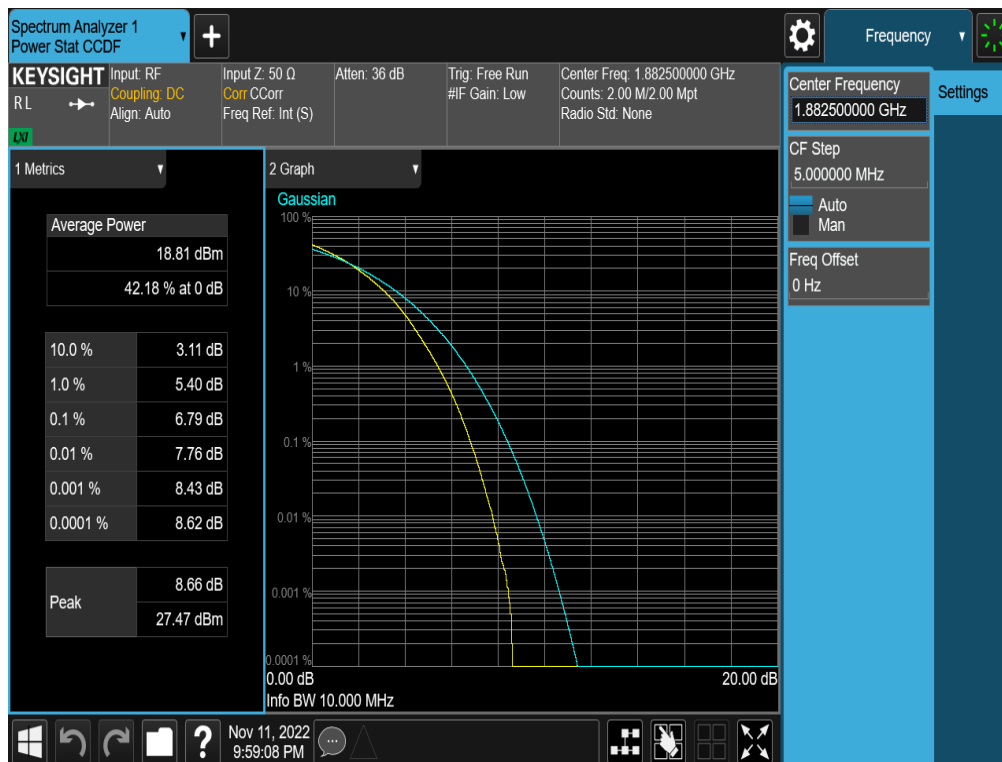 Spectrum Analyzer 1
Power Stat CCDF
Frequency
KEYSIGHT
RL
LXI
Input: RF
Coupling: DC
Align: Auto
Input Z: 50 Ω
Corr CCorr
Freq Ref: Int (S)
Atten: 36 dB
Trig: Free Run
#IF Gain: Low
Center Freq: 1.882500000 GHz
Counts: 2.00 M/2.00 Mpt
Radio Std: None
Center Frequency
1.882500000 GHz
Settings
CF Step
5.000000 MHz
Auto
Man
Freq Offset
0 Hz
1 Metrics
Average Power
18.81 dBm
42.18 % at 0 dB
10.0 % 3.11 dB
1.0 % 5.40 dB
0.1 % 6.79 dB
0.01 % 7.76 dB
0.001 % 8.43 dB
0.0001 % 8.62 dB
Peak
8.66 dB
27.47 dBm
2 Graph
Gaussian
100 %
10 %
1 %
0.1 %
0.01 %
0.001 %
0.0001 %
0.00 dB 20.00 dB
Info BW 10.000 MHz
?
Nov 11, 2022
9:59:08 PM